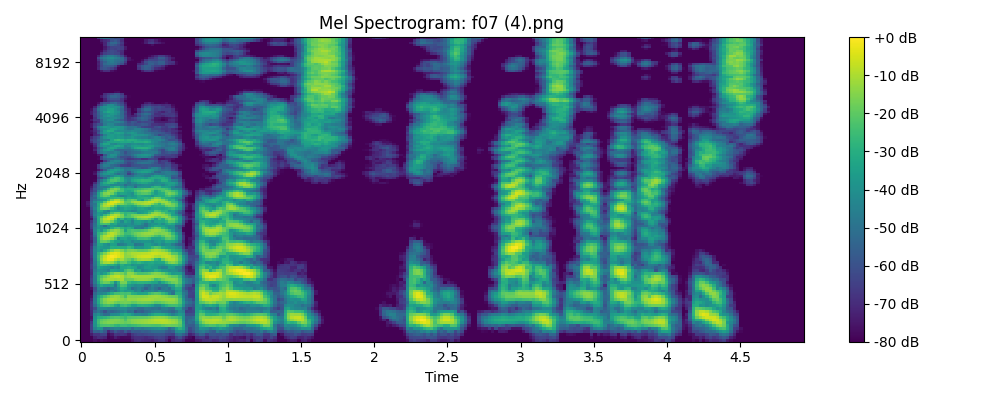 Mel Spectrogram: f07 (4).png
Hz
8192
4096
2048
1024
512
0
0 0.5 1 1.5 2 2.5 3 3.5 4 4.5
Time
+0 dB
-10 dB
-20 dB
-30 dB
-40 dB
-50 dB
-60 dB
-70 dB
-80 dB